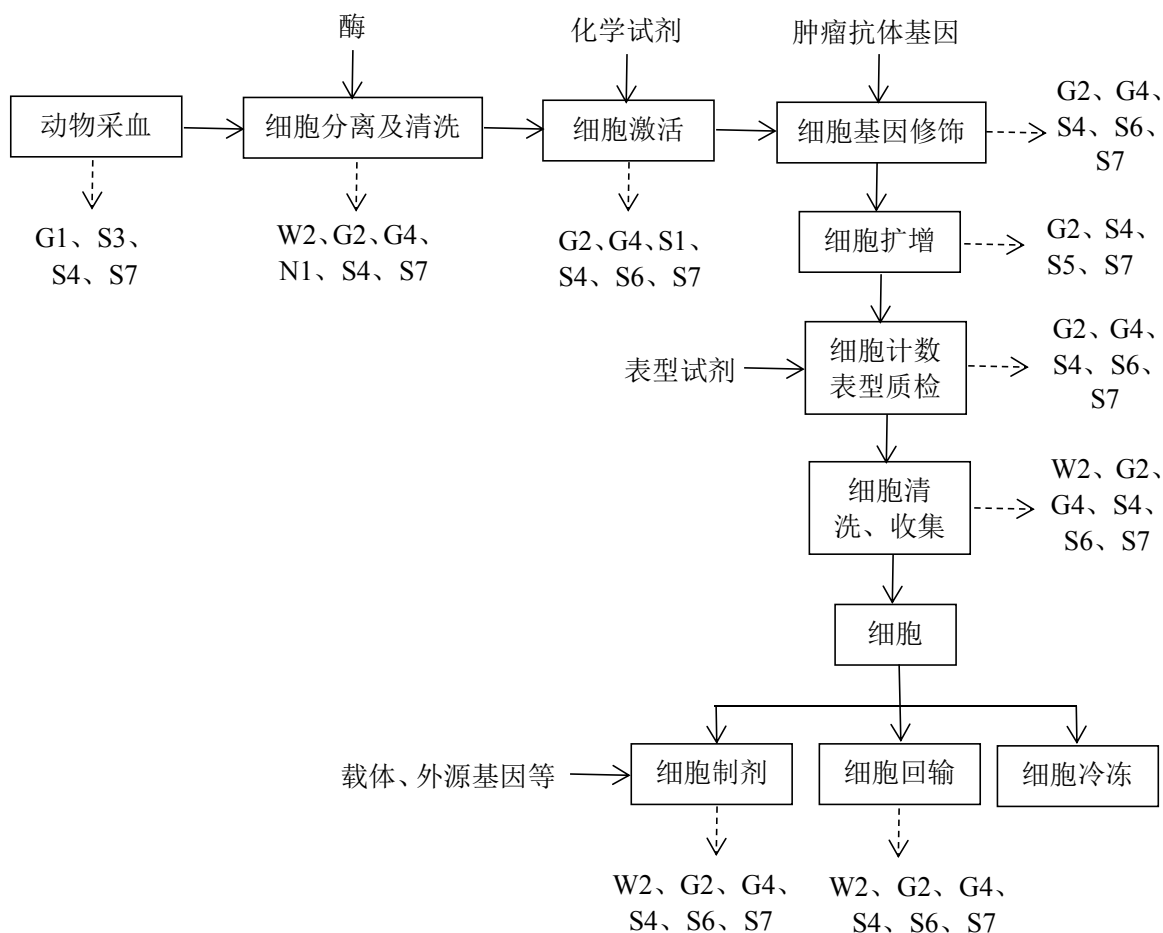 酶
化学试剂
肿瘤抗体基因
动物采血
细胞分离及清洗
细胞激活
细胞基因修饰
G2、G4、
S4、S6、
S7
G1、S3、
S4、S7
W2、G2、G4、
N1、S4、S7
G2、G4、S1、
S4、S6、S7
细胞扩增
G2、S4、
S5、S7
表型试剂
细胞计数
表型质检
G2、G4、
S4、S6、
S7
细胞清
洗、收集
W2、G2、
G4、S4、
S6、S7
细胞
载体、外源基因等
细胞制剂
细胞回输
细胞冷冻
W2、G2、G4、
S4、S6、S7
W2、G2、G4、
S4、S6、S7